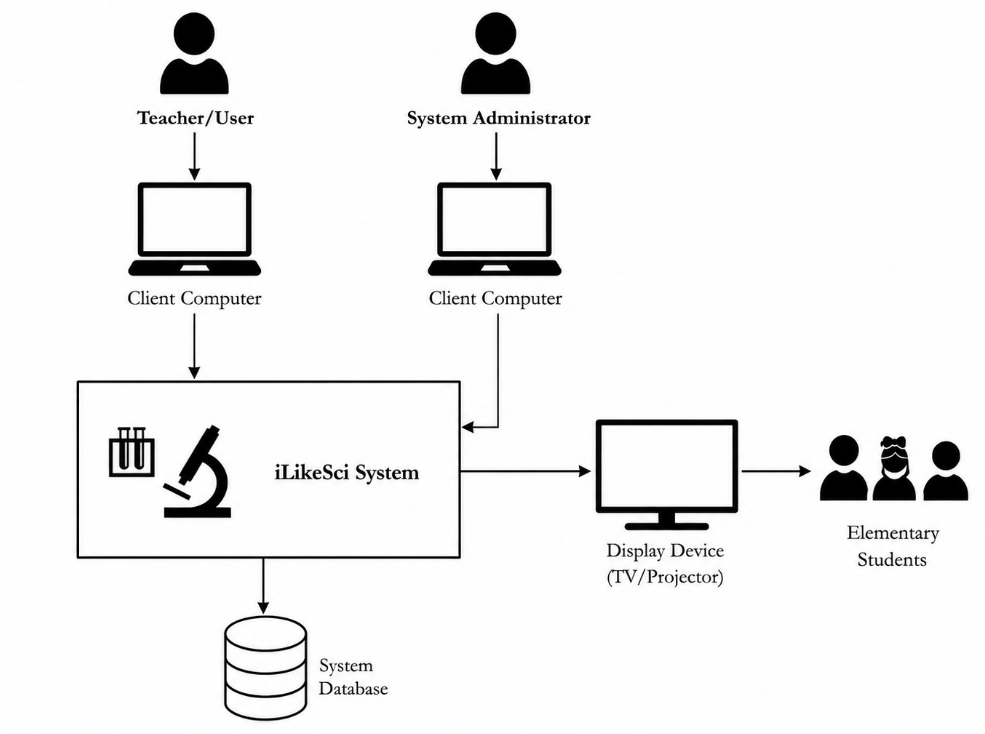 Teacher/User
System Administrator
Client Computer
Client Computer
iLikeSci System
Display Device
(TV/Projector)
Elementary
Students
System
Database